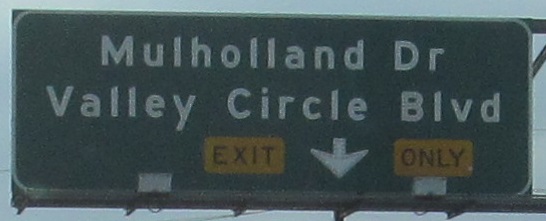 Mulholland Dr
Valley Circle Blvd
EXIT ONLY